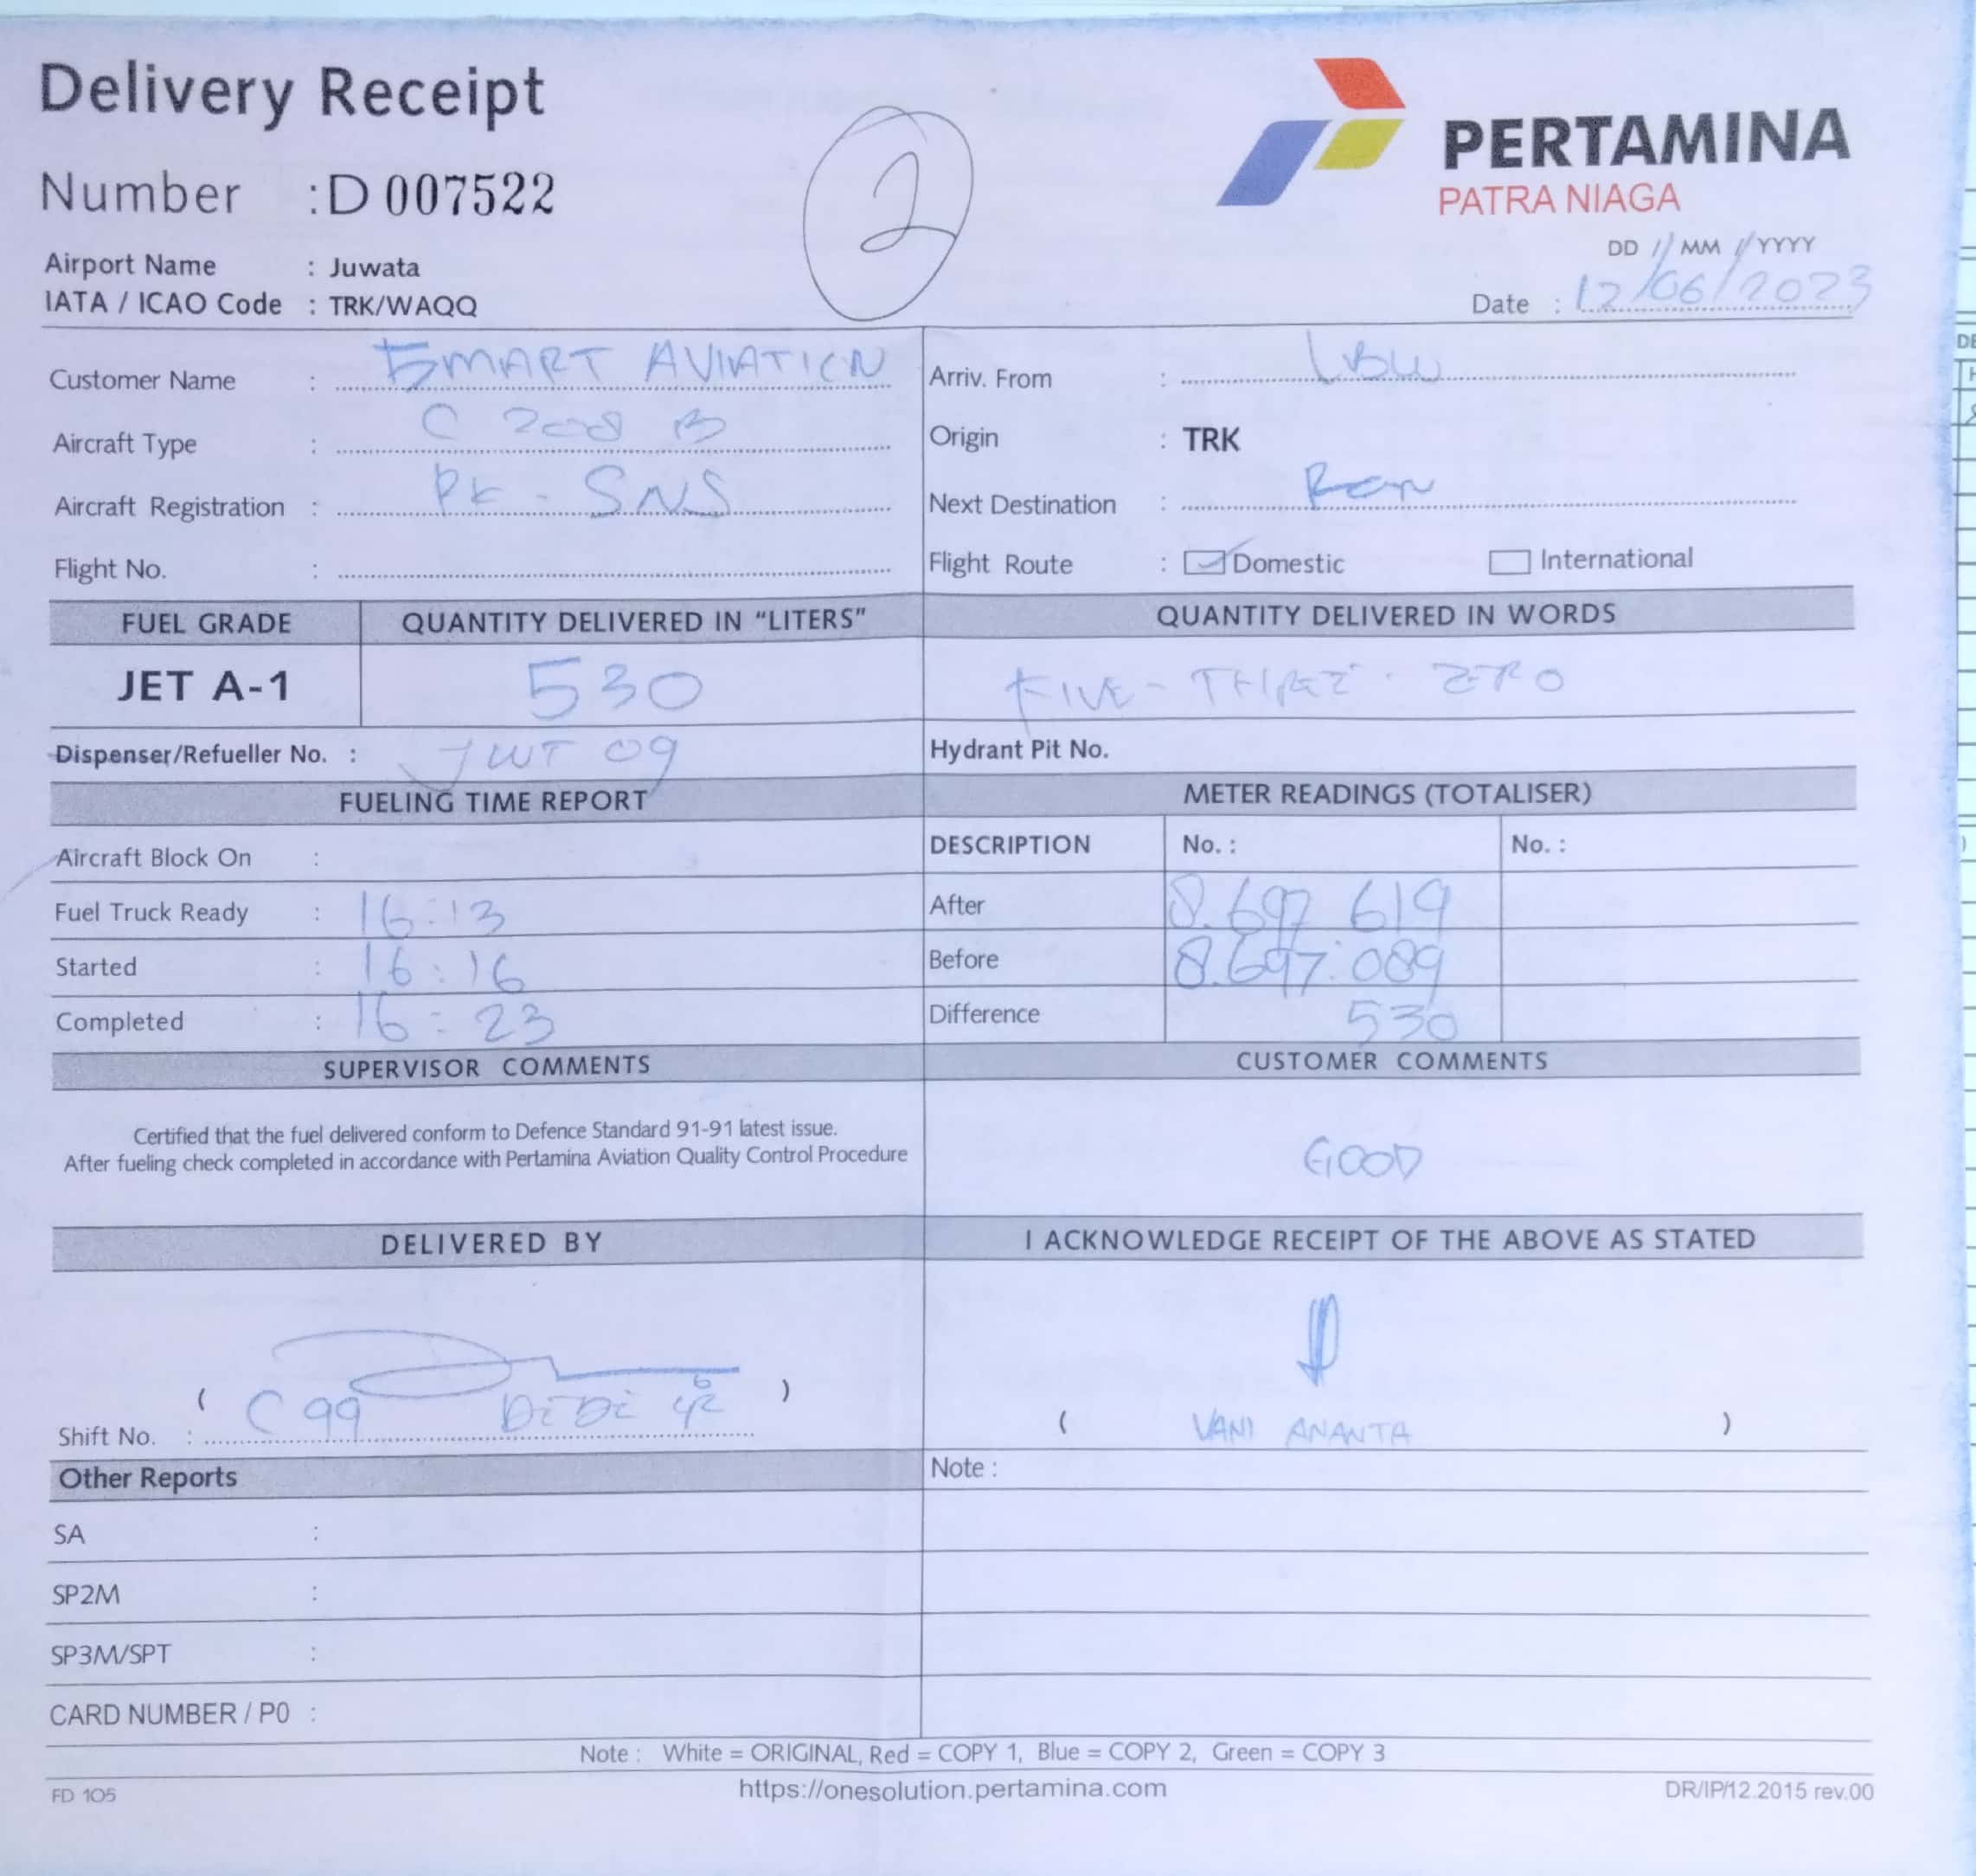 Delivery Receipt
Number : D 007522
2
PERTAMINA
PATRA NIAGA
Airport Name : Juwata
IATA / ICAO Code : TRK/WAQQ
DD // MM // YYYY
Date : 12/06/2023
Customer Name : SMART AVIATION
Aircraft Type : C 208 B
Aircraft Registration : PK - SNS
Flight No. :
Arriv. From : LBW
Origin : TRK
Next Destination :
Flight Route : Domestic International
FUEL GRADE QUANTITY DELIVERED IN “LITERS” QUANTITY DELIVERED IN WORDS
JET A-1 530 FIVE - THREE - ZERO
Dispenser/Refueller No. : JWT 09 Hydrant Pit No.
FUELING TIME REPORT
Aircraft Block On :
Fuel Truck Ready : 16:13
Started : 16:16
Completed : 16:23
METER READINGS (TOTALISER)
DESCRIPTION No. : No. :
After 8.697 619
Before 8.697.089
Difference 530
SUPERVISOR COMMENTS
Certified that the fuel delivered conform to Defence Standard 91-91 latest issue.
After fueling check completed in accordance with Pertamina Aviation Quality Control Procedure
CUSTOMER COMMENTS
GOOD
DELIVERED BY
( )
Shift No. : C 99 DiDi
I ACKNOWLEDGE RECEIPT OF THE ABOVE AS STATED
( VANI ANANTA )
Other Reports
SA :
SP2M :
SP3M/SPT :
CARD NUMBER / P0 :
Note :
Note : White = ORIGINAL, Red = COPY 1, Blue = COPY 2, Green = COPY 3
FD 105
https://onesolution.pertamina.com
DR/IP/12.2015 rev.00